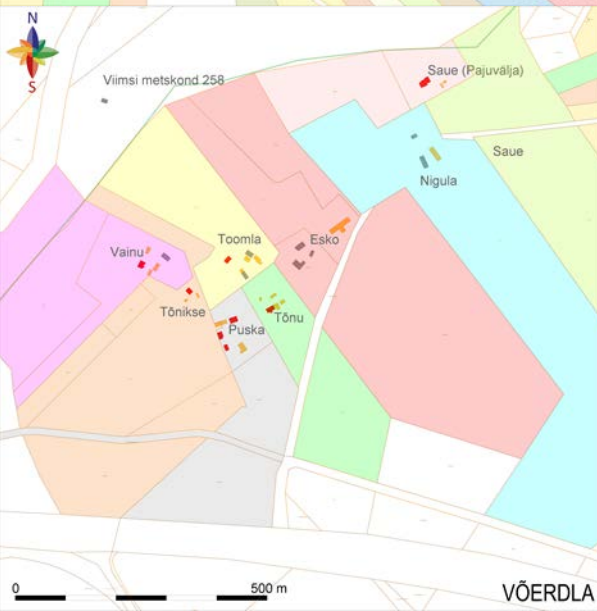 N
S
Viimsi metskond 258
Saue (Pajuvälja)
Saue
Nigula
Vainu
Toomla
Esko
Tõnikse
Tõnu
Puska
0
500 m
VÕERDLA